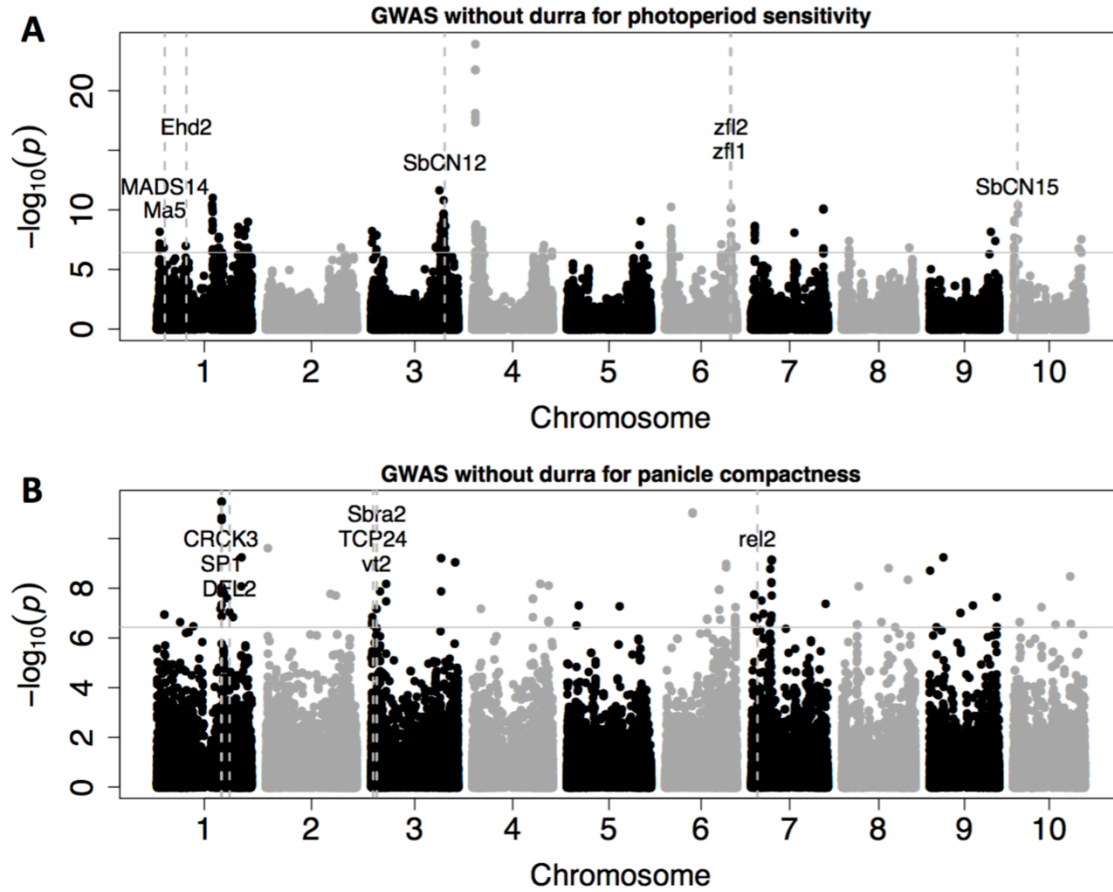 A
GWAS without durra for photoperiod sensitivity
−log10(p)
20
10
5
0
Ehd2
MADS14
Ma5
SbCN12
zfl2
zfl1
SbCN15
1 2 3 4 5 6 7 8 9 10
Chromosome
B
GWAS without durra for panicle compactness
−log10(p)
8
6
4
2
0
CRCK3
SP1
DFL2
Sbra2
TCP24
vt2
rel2
1 2 3 4 5 6 7 8 9 10
Chromosome